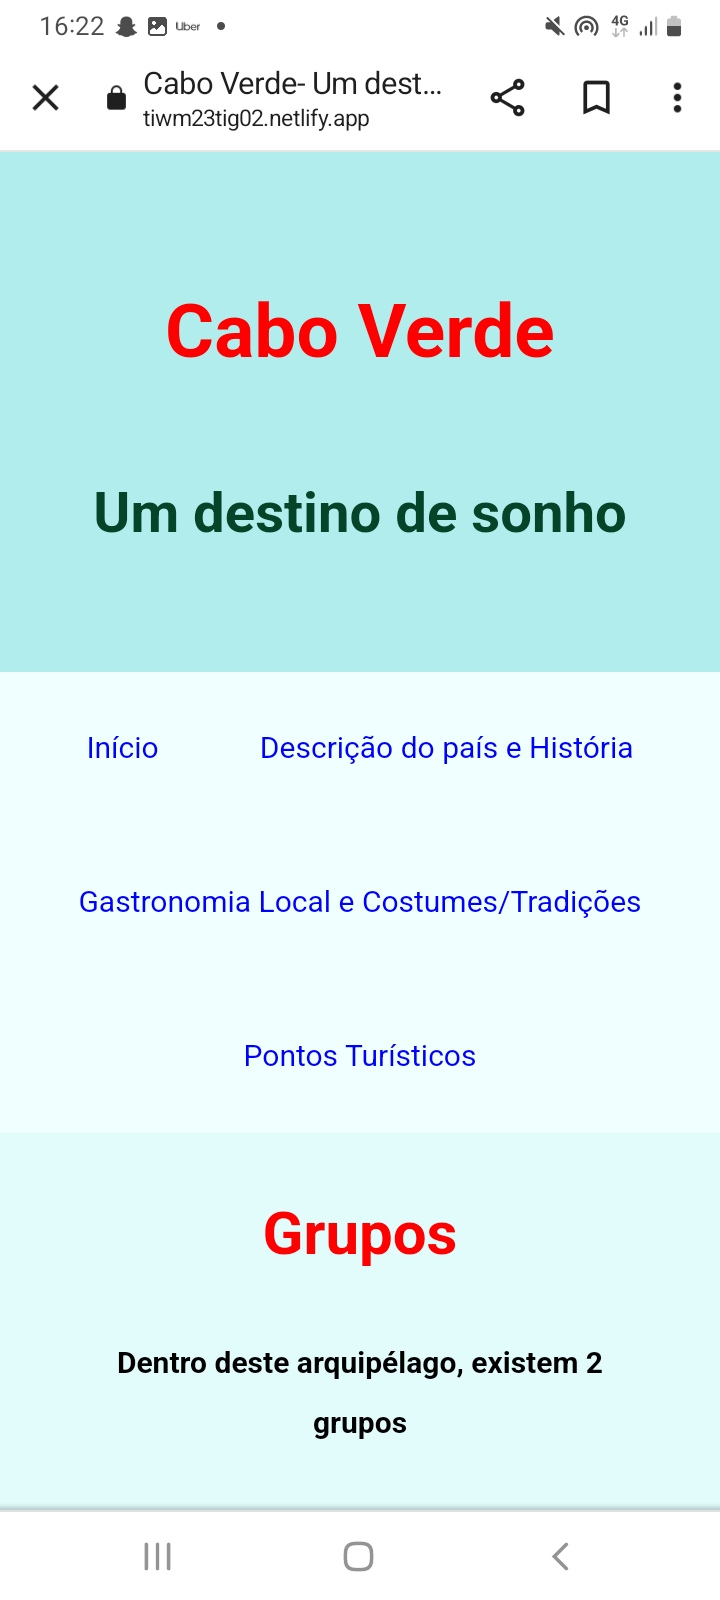 16:22 Uber 4G
Cabo Verde- Um dest...
tiwm23tig02.netlify.app
Cabo Verde
Um destino de sonho
Início Descrição do país e História
Gastronomia Local e Costumes/Tradições
Pontos Turísticos
Grupos
Dentro deste arquipélago, existem 2
grupos